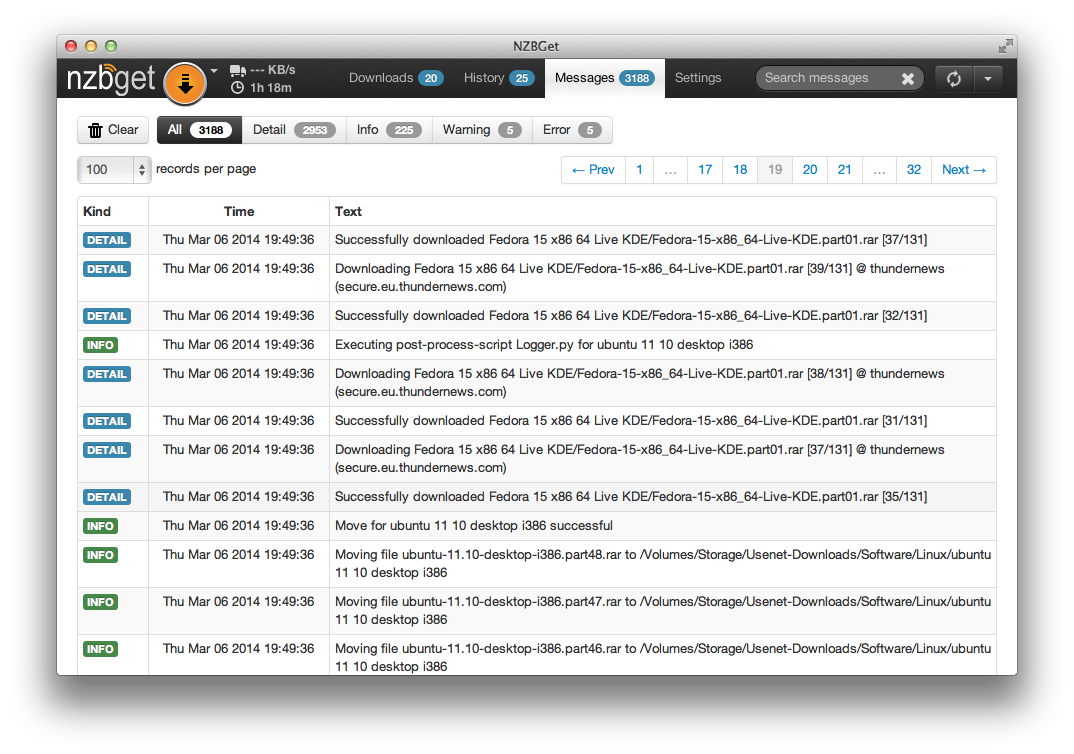 NZBGet
nzbget
--- KB/s
1h 18m
Downloads 20
History 25
Messages 3188
Settings
Search messages
Clear
All 3188
Detail 2953
Info 225
Warning 5
Error 5
100 records per page
← Prev 1 ... 17 18 19 20 21 ... 32 Next →
Kind Time Text
DETAIL Thu Mar 06 2014 19:49:36 Successfully downloaded Fedora 15 x86 64 Live KDE/Fedora-15-x86_64-Live-KDE.part01.rar [37/131]
DETAIL Thu Mar 06 2014 19:49:36 Downloading Fedora 15 x86 64 Live KDE/Fedora-15-x86_64-Live-KDE.part01.rar [39/131] @ thundernews
(secure.eu.thundernews.com)
DETAIL Thu Mar 06 2014 19:49:36 Successfully downloaded Fedora 15 x86 64 Live KDE/Fedora-15-x86_64-Live-KDE.part01.rar [32/131]
INFO Thu Mar 06 2014 19:49:36 Executing post-process-script Logger.py for ubuntu 11 10 desktop i386
DETAIL Thu Mar 06 2014 19:49:36 Downloading Fedora 15 x86 64 Live KDE/Fedora-15-x86_64-Live-KDE.part01.rar [38/131] @ thundernews
(secure.eu.thundernews.com)
DETAIL Thu Mar 06 2014 19:49:36 Successfully downloaded Fedora 15 x86 64 Live KDE/Fedora-15-x86_64-Live-KDE.part01.rar [31/131]
DETAIL Thu Mar 06 2014 19:49:36 Downloading Fedora 15 x86 64 Live KDE/Fedora-15-x86_64-Live-KDE.part01.rar [37/131] @ thundernews
(secure.eu.thundernews.com)
DETAIL Thu Mar 06 2014 19:49:36 Successfully downloaded Fedora 15 x86 64 Live KDE/Fedora-15-x86_64-Live-KDE.part01.rar [35/131]
INFO Thu Mar 06 2014 19:49:36 Move for ubuntu 11 10 desktop i386 successful
INFO Thu Mar 06 2014 19:49:36 Moving file ubuntu-11.10-desktop-i386.part48.rar to /Volumes/Storage/Usenet-Downloads/Software/Linux/ubuntu
11 10 desktop i386
INFO Thu Mar 06 2014 19:49:36 Moving file ubuntu-11.10-desktop-i386.part47.rar to /Volumes/Storage/Usenet-Downloads/Software/Linux/ubuntu
11 10 desktop i386
INFO Thu Mar 06 2014 19:49:36 Moving file ubuntu-11.10-desktop-i386.part46.rar to /Volumes/Storage/Usenet-Downloads/Software/Linux/ubuntu
11 10 desktop i386